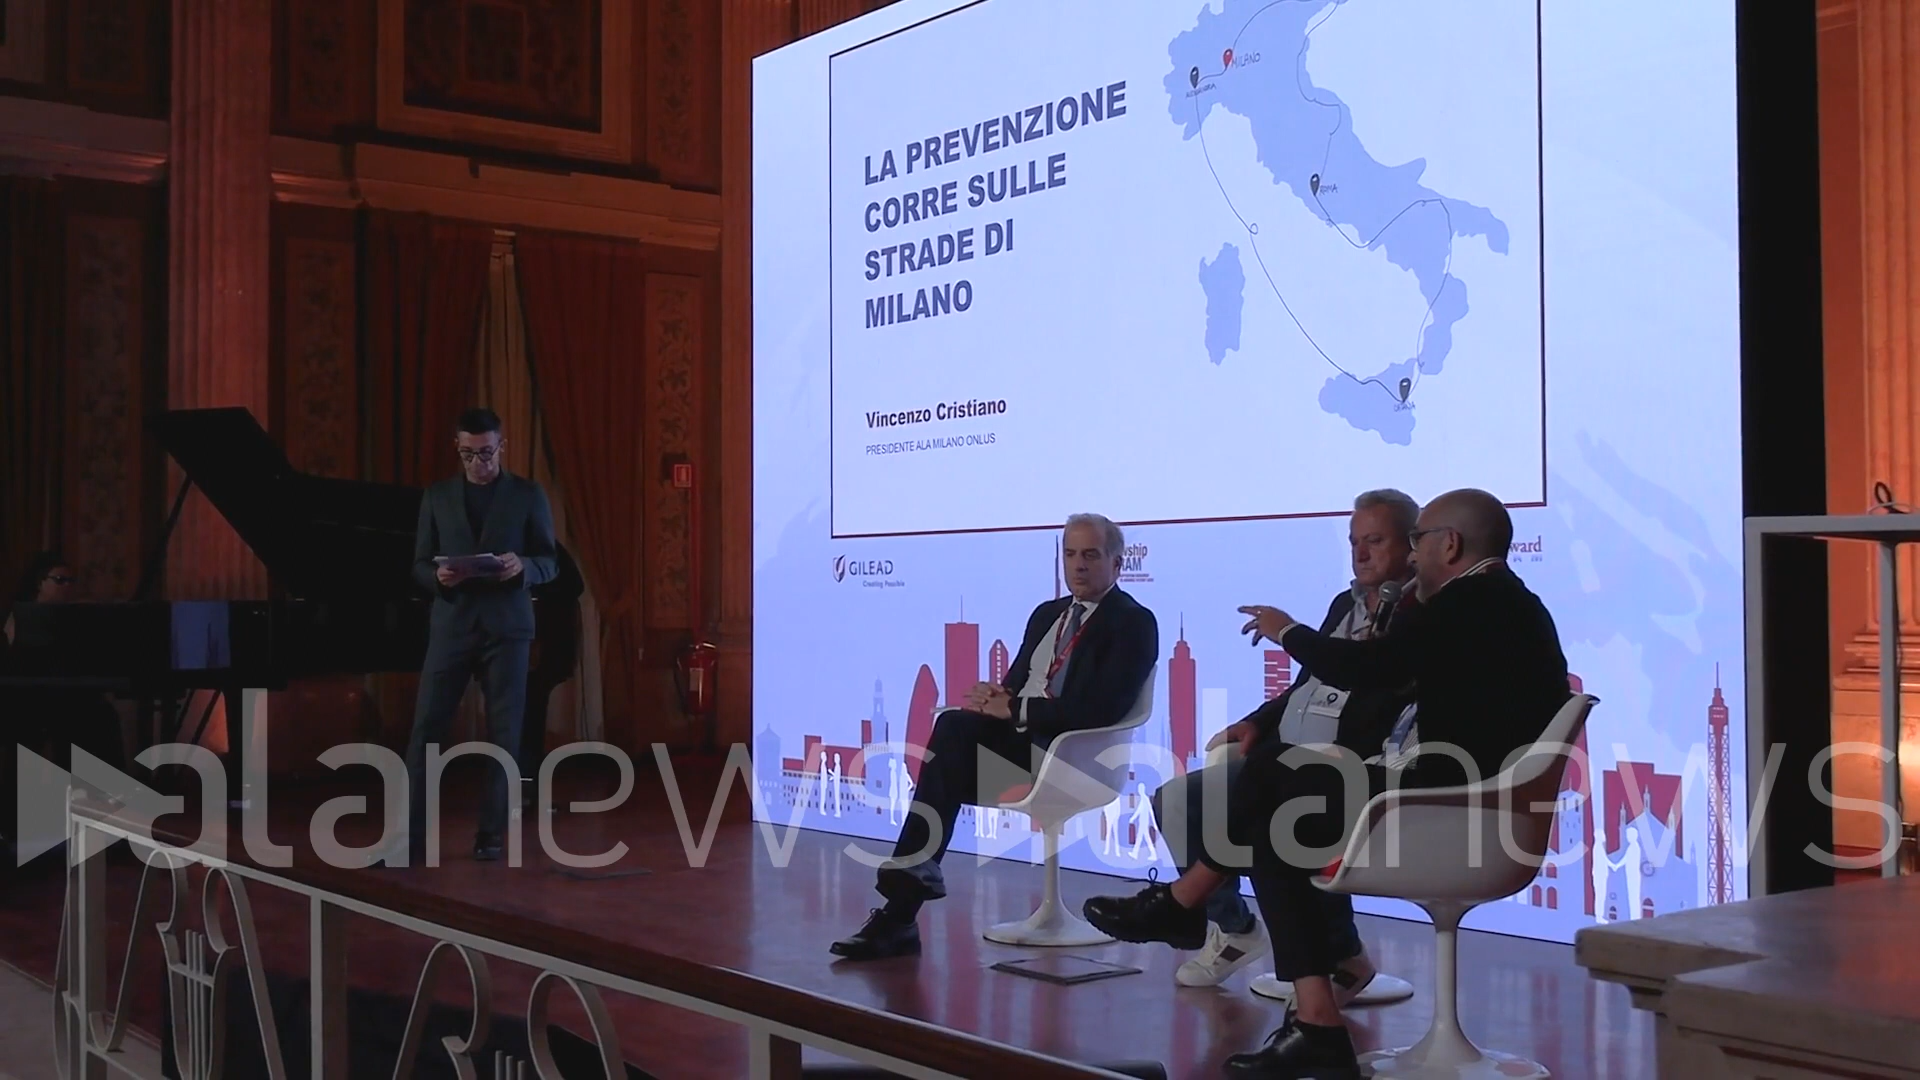 MILANO
ROMA
LA PREVENZIONE
CORRE SULLE
STRADE DI
MILANO
Vincenzo Cristiano
PRESIDENTE ALA MILANO ONLUS
GILEAD
Creating Possible
alanews alanews